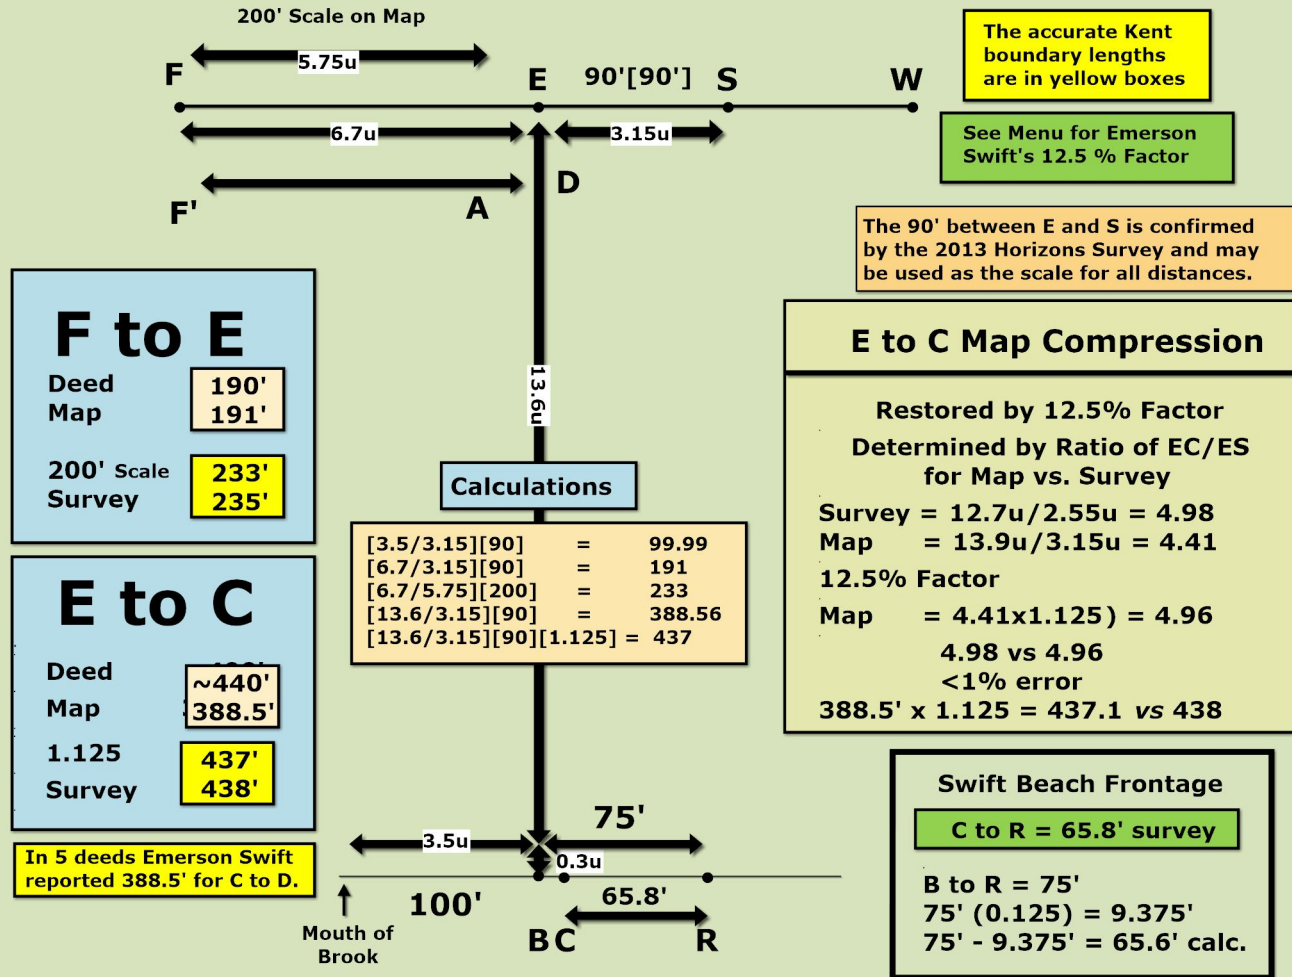 200' Scale on Map
5.75u
F
E
90'[90']
S
W
6.7u
3.15u
F'
A
D
The accurate Kent
boundary lengths
are in yellow boxes
See Menu for Emerson
Swift's 12.5 % Factor
The 90' between E and S is confirmed
by the 2013 Horizons Survey and may
be used as the scale for all distances.
F to E
Deed 190'
Map 191'
200' Scale 233'
Survey 235'
E to C
Deed ~440'
Map 388.5'
1.125 437'
Survey 438'
In 5 deeds Emerson Swift
reported 388.5' for C to D.
13.6u
Calculations
[3.5/3.15][90] = 99.99
[6.7/3.15][90] = 191
[6.7/5.75][200] = 233
[13.6/3.15][90] = 388.56
[13.6/3.15][90][1.125] = 437
E to C Map Compression
Restored by 12.5% Factor
Determined by Ratio of EC/ES
for Map vs. Survey
Survey = 12.7u/2.55u = 4.98
Map = 13.9u/3.15u = 4.41
12.5% Factor
Map = 4.41x1.125) = 4.96
4.98 vs 4.96
<1% error
388.5' x 1.125 = 437.1 vs 438
3.5u
75'
0.3u
100'
65.8'
Mouth of
Brook
B
C
R
Swift Beach Frontage
C to R = 65.8' survey
B to R = 75'
75' (0.125) = 9.375'
75' - 9.375' = 65.6' calc.